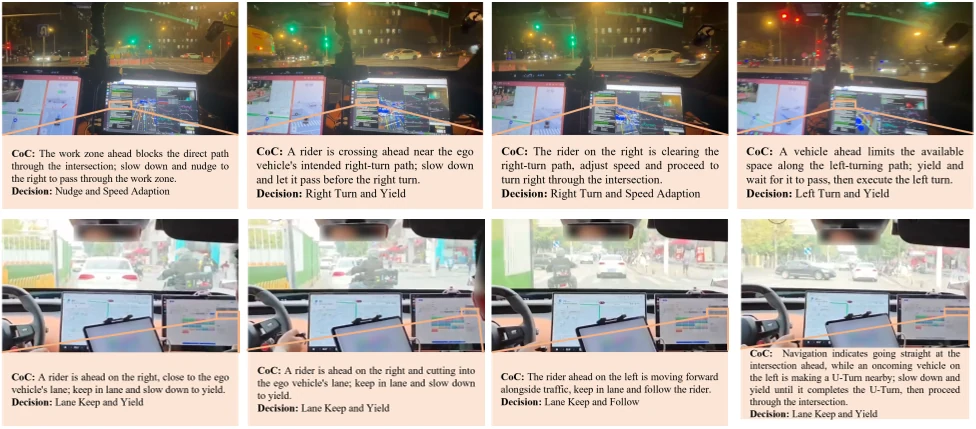 CoC: The work zone ahead blocks the direct path
through the intersection; slow down and nudge to
the right to pass through the work zone.
Decision: Nudge and Speed Adaption
CoC: A rider is crossing ahead near the ego
vehicle's intended right-turn path; slow down
and let it pass before the right turn.
Decision: Right Turn and Yield
CoC: The rider on the right is clearing the
right-turn path, adjust speed and proceed to
turn right through the intersection.
Decision: Right Turn and Speed Adaption
CoC: A vehicle ahead limits the available
space along the left-turning path; yield and
wait for it to pass, then execute the left turn.
Decision: Left Turn and Yield
CoC: A rider is ahead on the right, close to the ego
vehicle's lane; keep in lane and slow down to yield.
Decision: Lane Keep and Yield
CoC: A rider is ahead on the right and cutting into
the ego vehicle's lane; keep in lane and slow down
to yield.
Decision: Lane Keep and Yield
CoC: The rider ahead on the left is moving forward
alongside traffic, keep in lane and follow the rider.
Decision: Lane Keep and Follow
CoC: Navigation indicates going straight at the
intersection ahead, while an oncoming vehicle on
the left is making a U-Turn nearby; slow down and
yield until it completes the U-Turn, then proceed
through the intersection.
Decision: Lane Keep and Yield